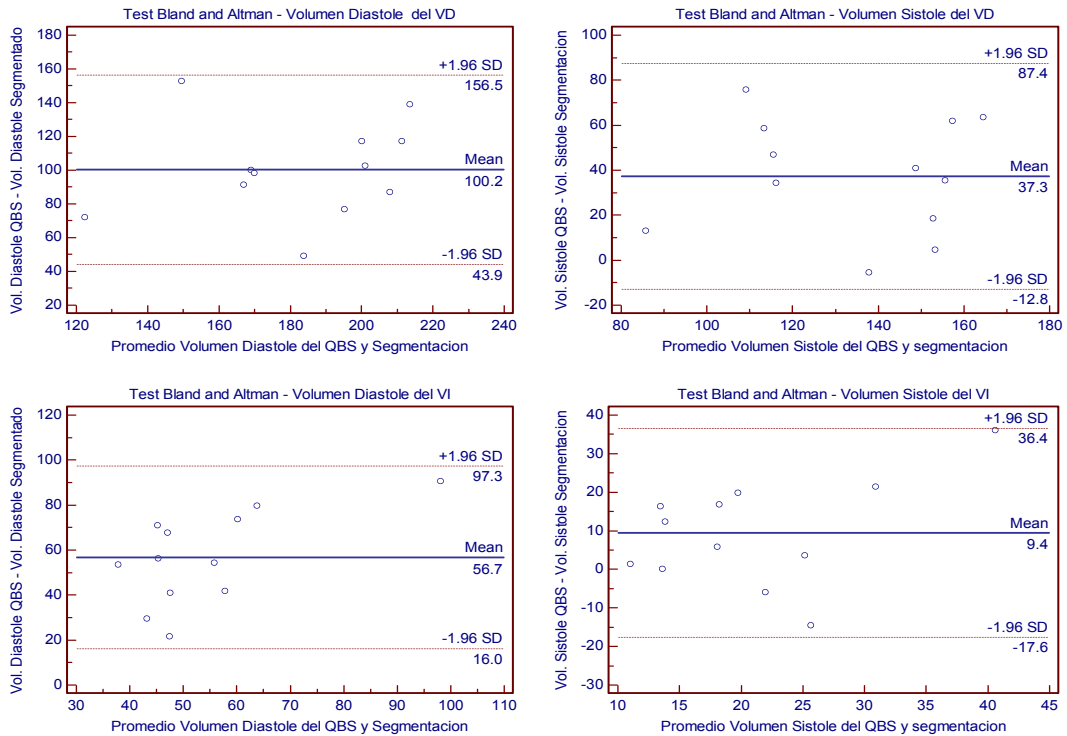 Test Bland and Altman - Volumen Diastole del VD
Vol. Diastole QBS - Vol. Diastole Segmentado
180
160
140
120
100
80
60
40
20
+1.96 SD
156.5
Mean
100.2
-1.96 SD
43.9
120 140 160 180 200 220 240
Promedio Volumen Diastole del QBS y Segmentacion
Test Bland and Altman - Volumen Sistole del VD
Vol. Sistole QBS - Vol. Sistole Segmentacion
100
80
60
40
20
0
-20
+1.96 SD
87.4
Mean
37.3
-1.96 SD
-12.8
80 100 120 140 160 180
Promedio Volumen Sistole del QBS y segmentacion
Test Bland and Altman - Volumen Diastole del VI
Vol. Diastole QBS - Vol. Diastole Segmentado
120
100
80
60
40
20
0
+1.96 SD
97.3
Mean
56.7
-1.96 SD
16.0
30 40 50 60 70 80 90 100 110
Promedio Volumen Diastole del QBS y Segmentacion
Test Bland and Altman - Volumen Sistole del VI
Vol. Sistole QBS - Vol. Sistole Segmentacion
40
30
20
10
0
-10
-20
-30
+1.96 SD
36.4
Mean
9.4
-1.96 SD
-17.6
10 15 20 25 30 35 40 45
Promedio Volumen Sistole del QBS y segmentacion